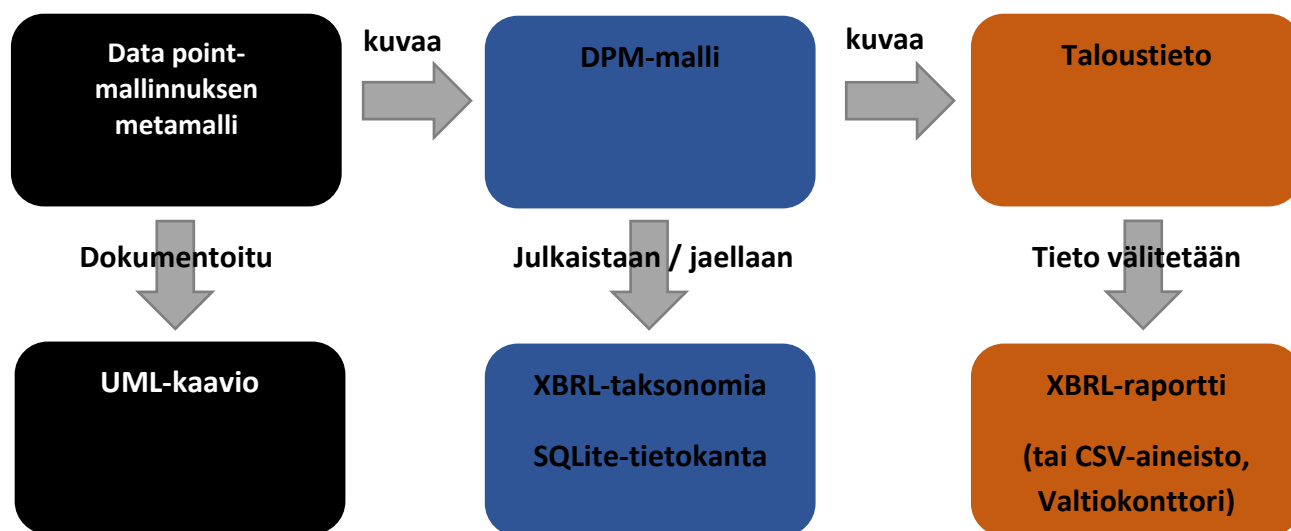 Data point-
mallinnuksen
metamalli
kuvaa
DPM-malli
kuvaa
Taloustieto
Dokumentoitu
Julkaistaan / jaellaan
Tieto välitetään
UML-kaavio
XBRL-taksonomia
SQLite-tietokanta
XBRL-raportti
(tai CSV-aineisto,
Valtiokonttori)